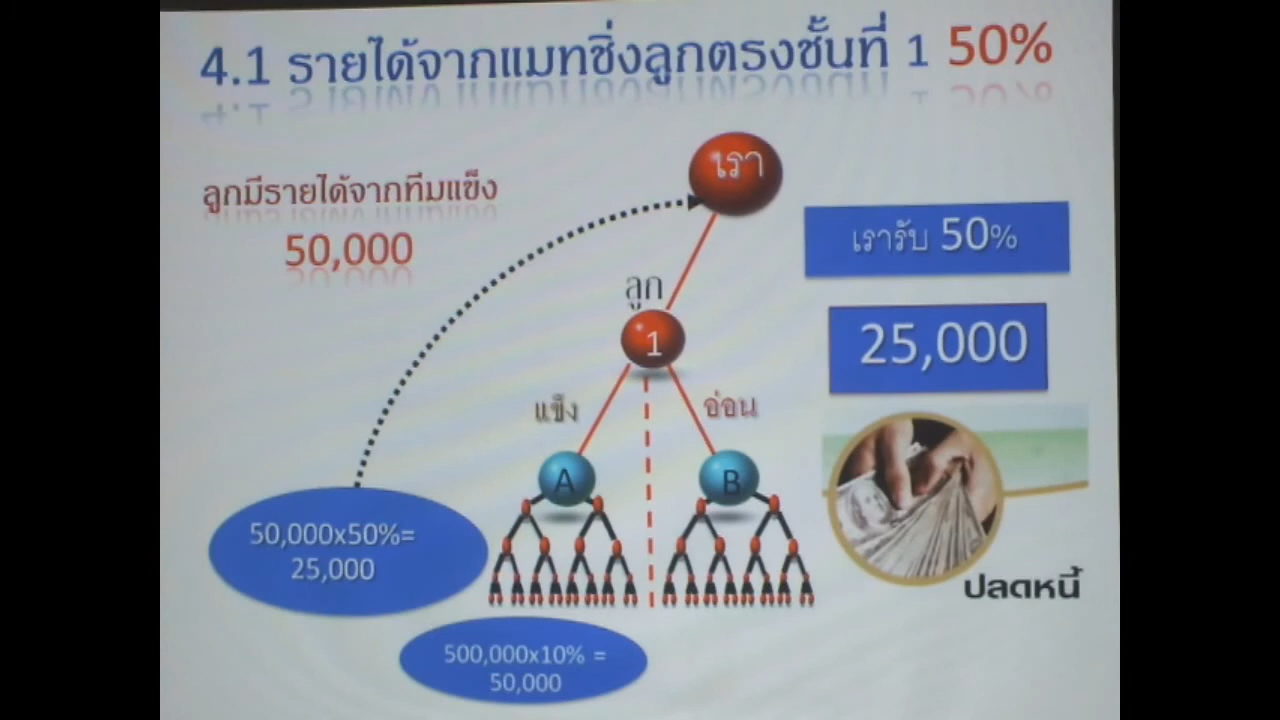 4.1 รายได้จากแมทชิ่งลูกตรงชั้นที่ 1 50%
เรา
ลูกมีรายได้จากทีมแข็ง
50,000
เรารับ 50%
ลูก
1
25,000
แข็ง
อ่อน
A
B
50,000x50%=
25,000
ปลดหนี้
500,000x10% =
50,000